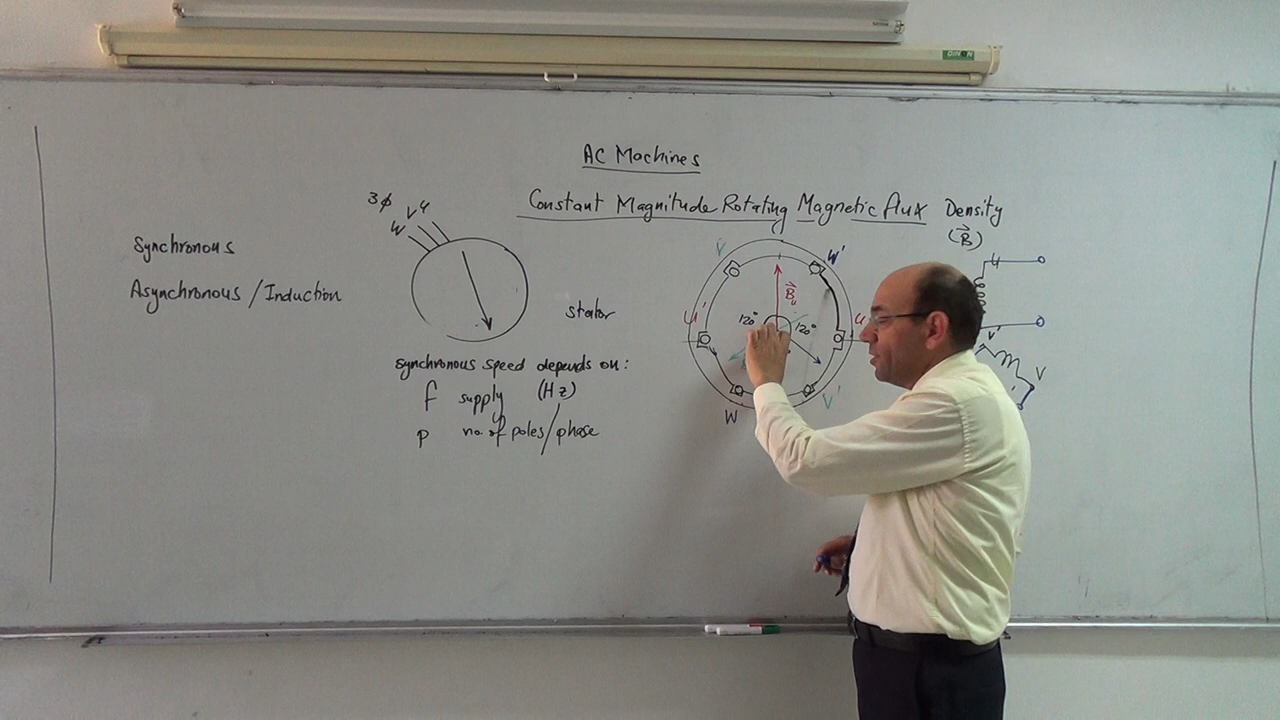 AC Machines
Constant Magnitude Rotating Magnetic flux Density
(B)
3φ
W V U
Synchronous
Asynchronous / Induction
stator
synchronous speed depends on:
f supply (Hz)
p no. of poles/phase
V'
W'
U'
B_u
120°
120°
U
W
V
U
V'
V